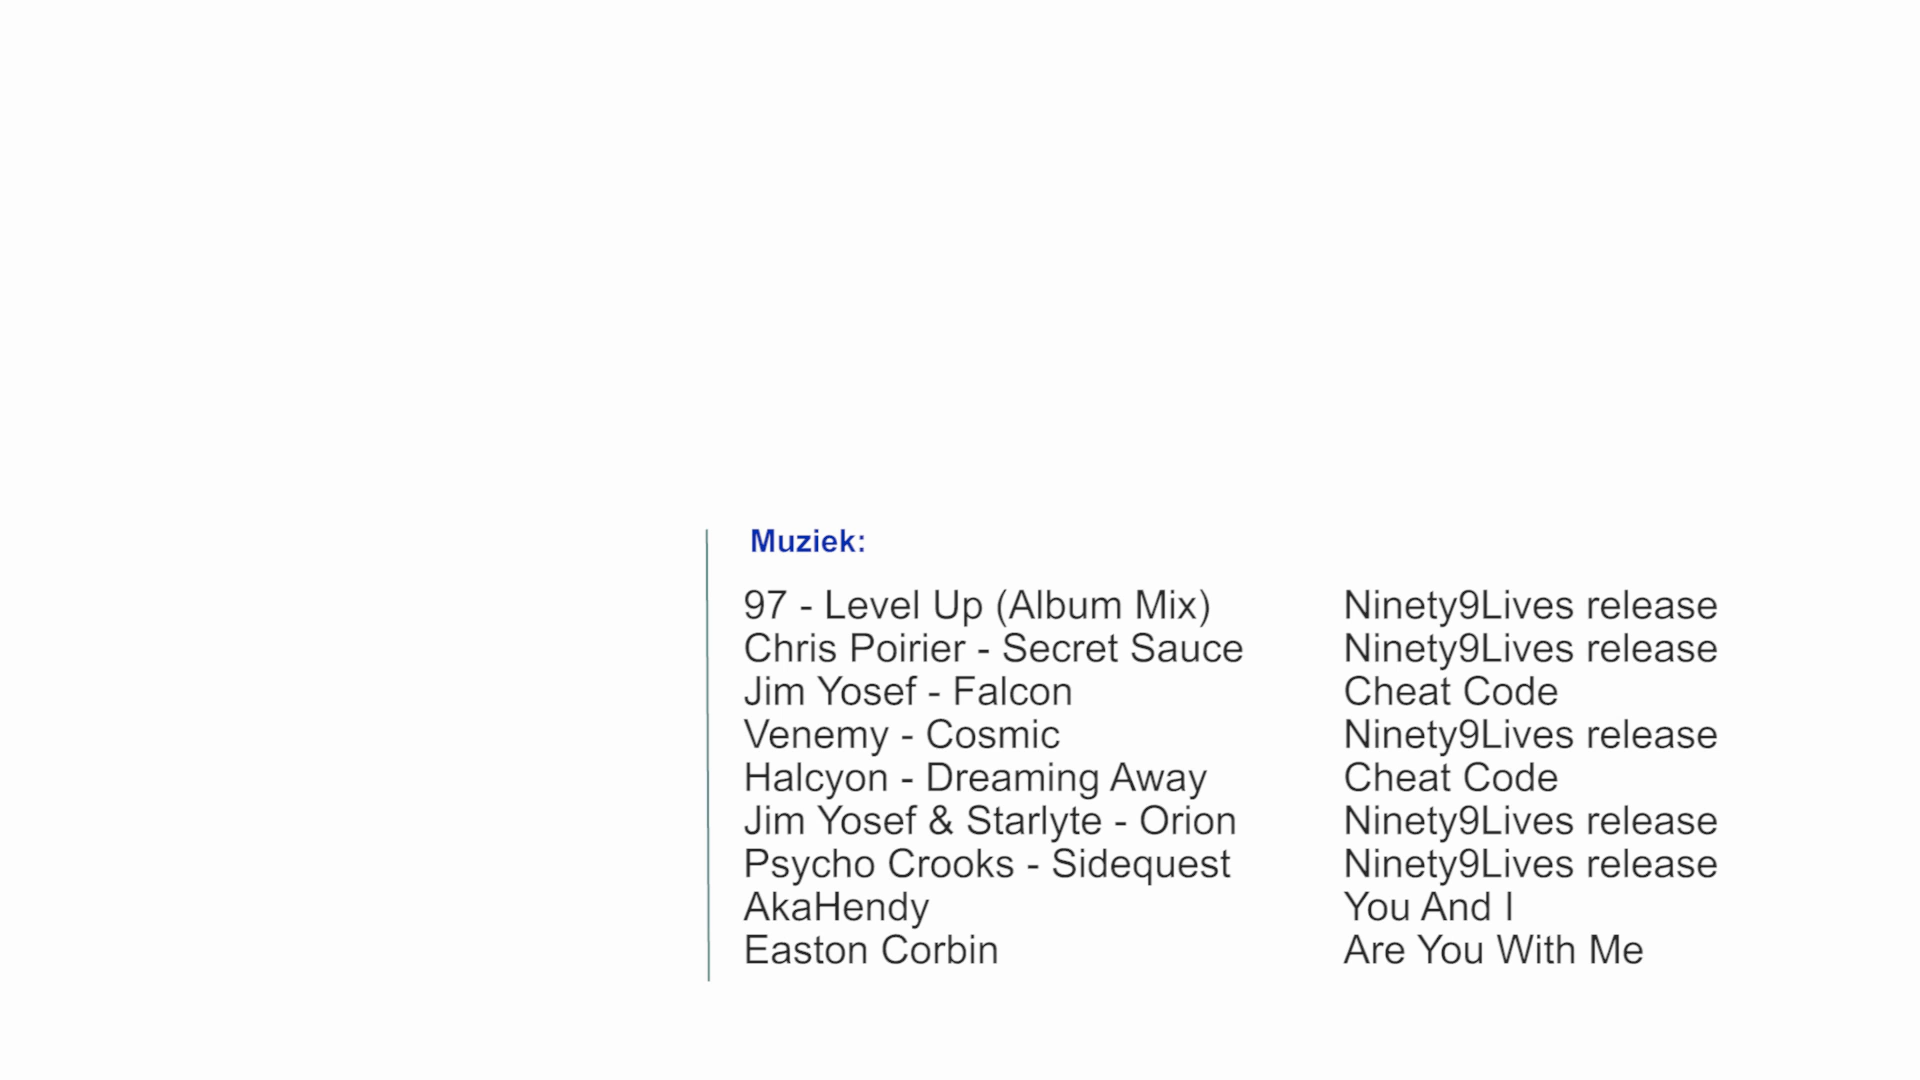 Muziek:
97 - Level Up (Album Mix) Ninety9Lives release
Chris Poirier - Secret Sauce Ninety9Lives release
Jim Yosef - Falcon Cheat Code
Venemy - Cosmic Ninety9Lives release
Halcyon - Dreaming Away Cheat Code
Jim Yosef & Starlyte - Orion Ninety9Lives release
Psycho Crooks - Sidequest Ninety9Lives release
AkaHendy You And I
Easton Corbin Are You With Me